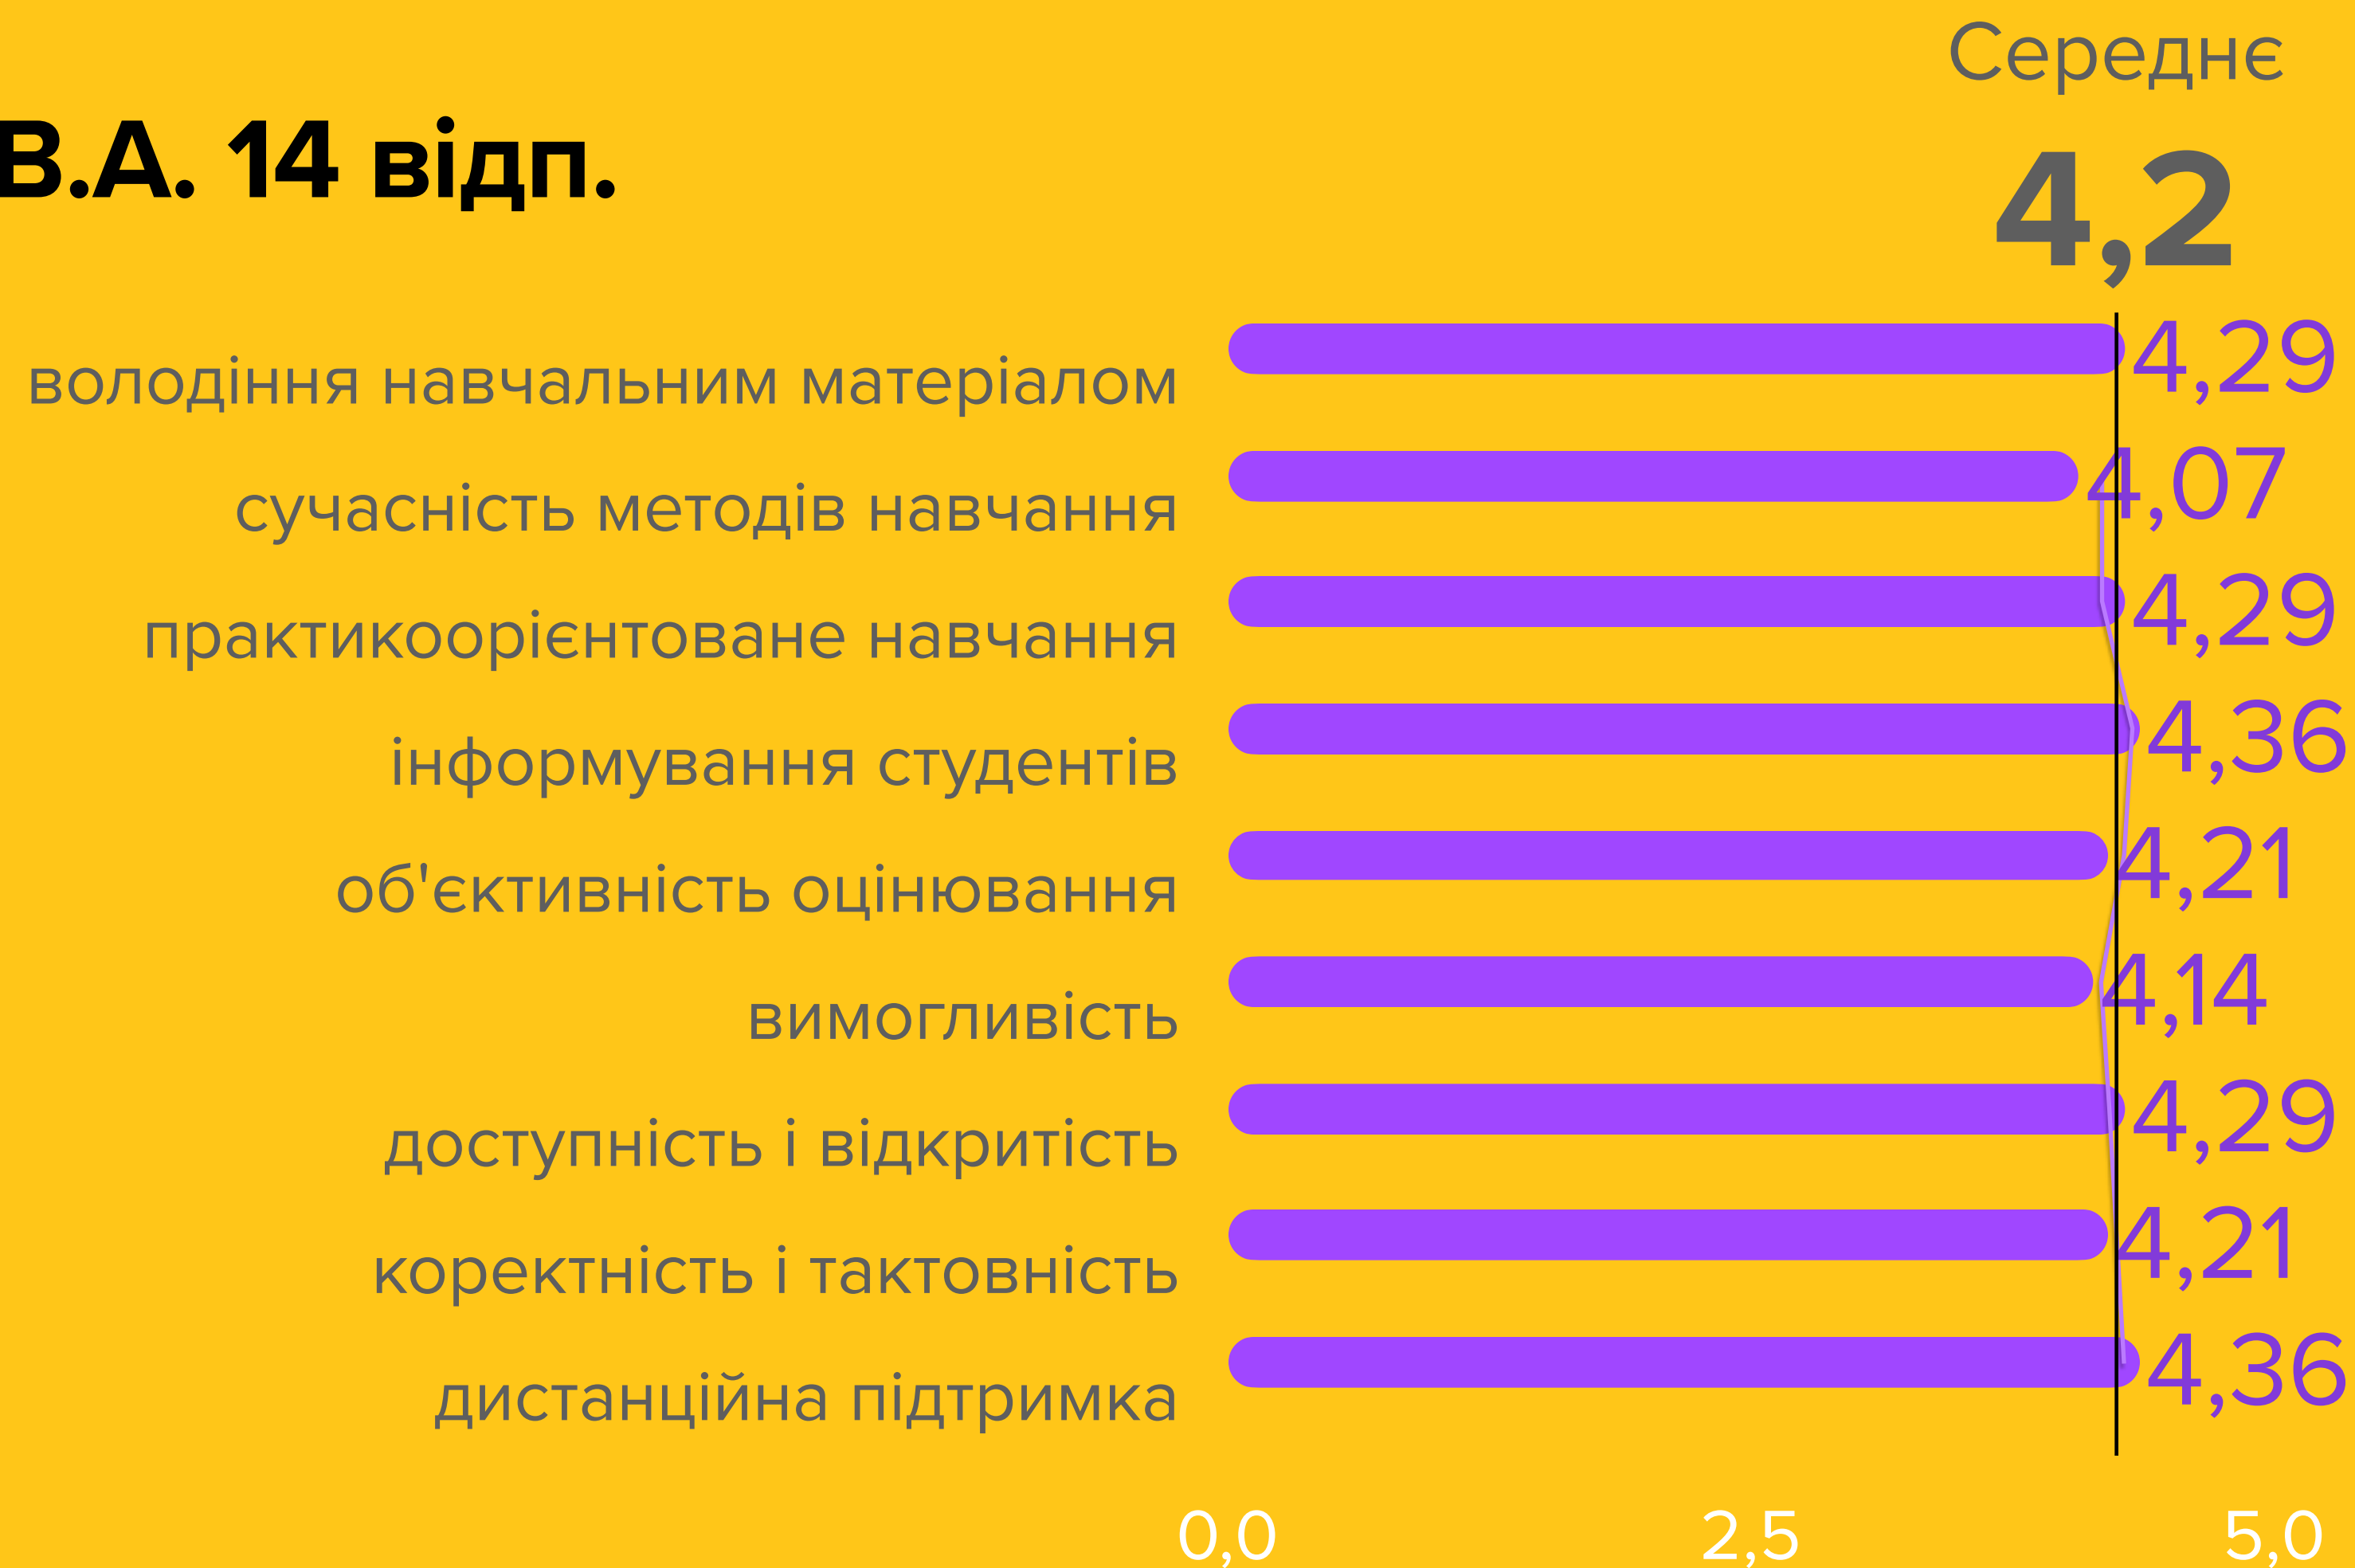 Середнє
В.А. 14 відп.
4,2
володіння навчальним матеріалом 4,29
сучасність методів навчання 4,07
практикоорієнтоване навчання 4,29
інформування студентів 4,36
об'єктивність оцінювання 4,21
вимогливість 4,14
доступність і відкритість 4,29
коректність і тактовність 4,21
дистанційна підтримка 4,36
0,0 2,5 5,0